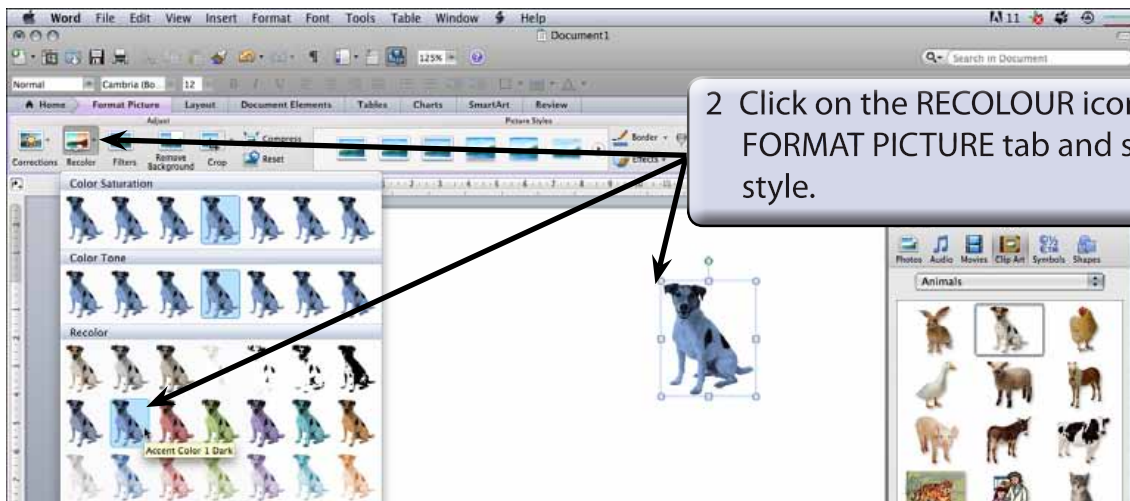 Word File Edit View Insert Format Font Tools Table Window Help 11
Document1
125%
Search in Document
Normal Cambria (Bo 12
Home Format Picture Layout Document Elements Tables Charts SmartArt Review
Adjust Picture Styles
Compress Border
Corrections Recolor Filters Remove Background Crop Reset Effects
2 Click on the RECOLOUR icon
FORMAT PICTURE tab and s
style.
Color Saturation
Color Tone
Recolor
Accent Color 1 Dark
Photos Audio Movies Clip Art Symbols Shapes
Animals